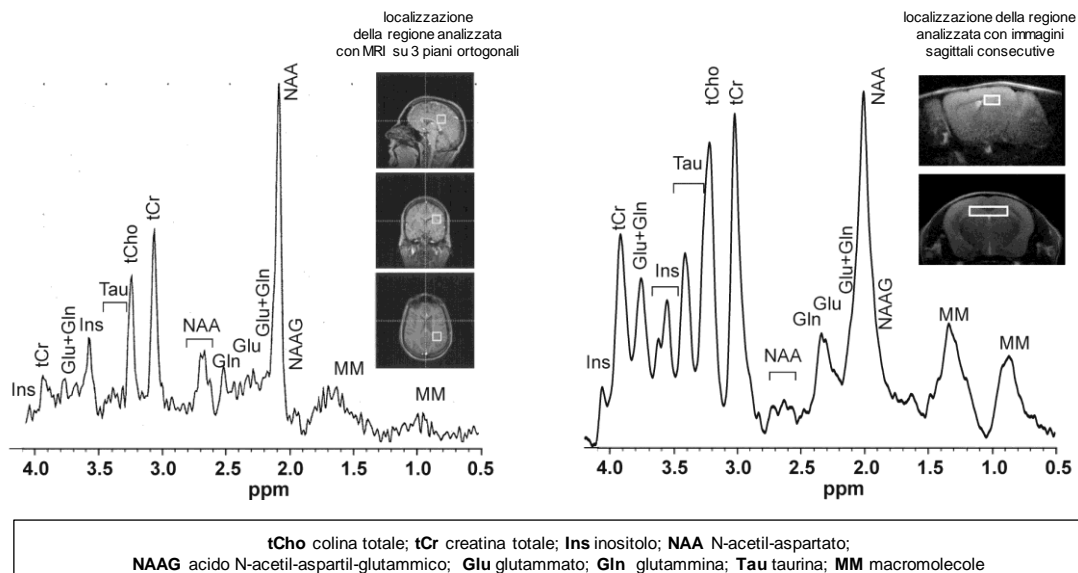 localizzazione
della regione analizzata
con MRI su 3 piani ortogonali
localizzazione della regione
analizzata con immagini
sagittali consecutive
Ins
tCr
Glu+Gln
Ins
Tau
tCho
tCr
NAA
Gln
Glu
Glu+Gln
NAA
NAAG
MM
MM
4.0 3.5 3.0 2.5 2.0 1.5 1.0 0.5
ppm
Ins
tCr
Glu+Gln
Ins
Tau
tCho
tCr
NAA
Gln
Glu
Glu+Gln
NAA
NAAG
MM
MM
4.0 3.5 3.0 2.5 2.0 1.5 1.0 0.5
ppm
tCho colina totale; tCr creatina totale; Ins inositolo; NAA N-acetil-aspartato;
NAAG acido N-acetil-aspartil-glutammico; Glu glutammato; Gln glutammina; Tau taurina; MM macromolecole